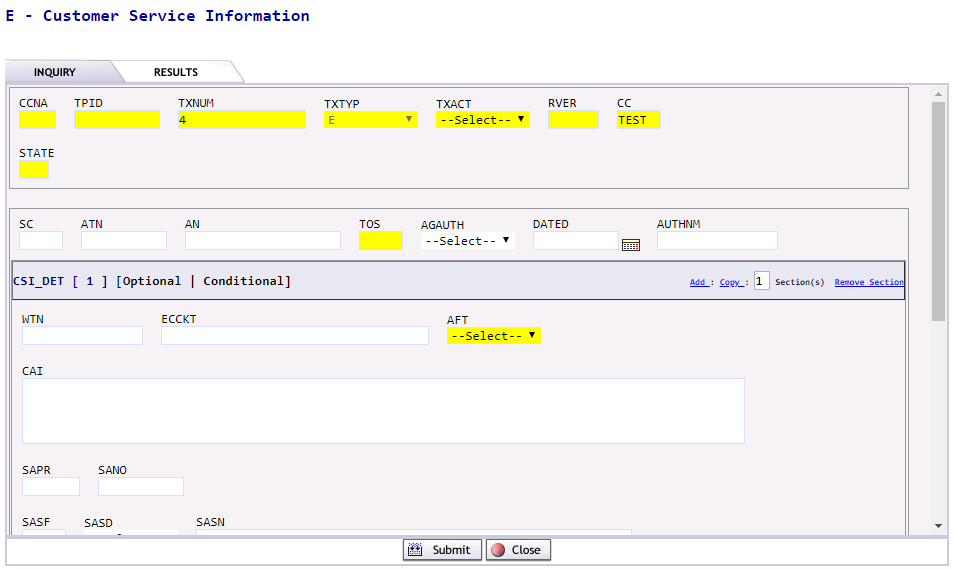 E - Customer Service Information
INQUIRY RESULTS
CCNA TPID TXNUM TXTYP TXACT RVER CC
4 E --Select-- TEST
STATE
SC ATN AN TOS AGAUTH DATED AUTHNM
--Select--
CSI_DET [ 1 ] [Optional | Conditional] Add : Copy : 1 Section(s) Remove Section
WTN ECCKT AFT
--Select--
CAI
SAPR SANO
SASF SASD SASN
Submit Close